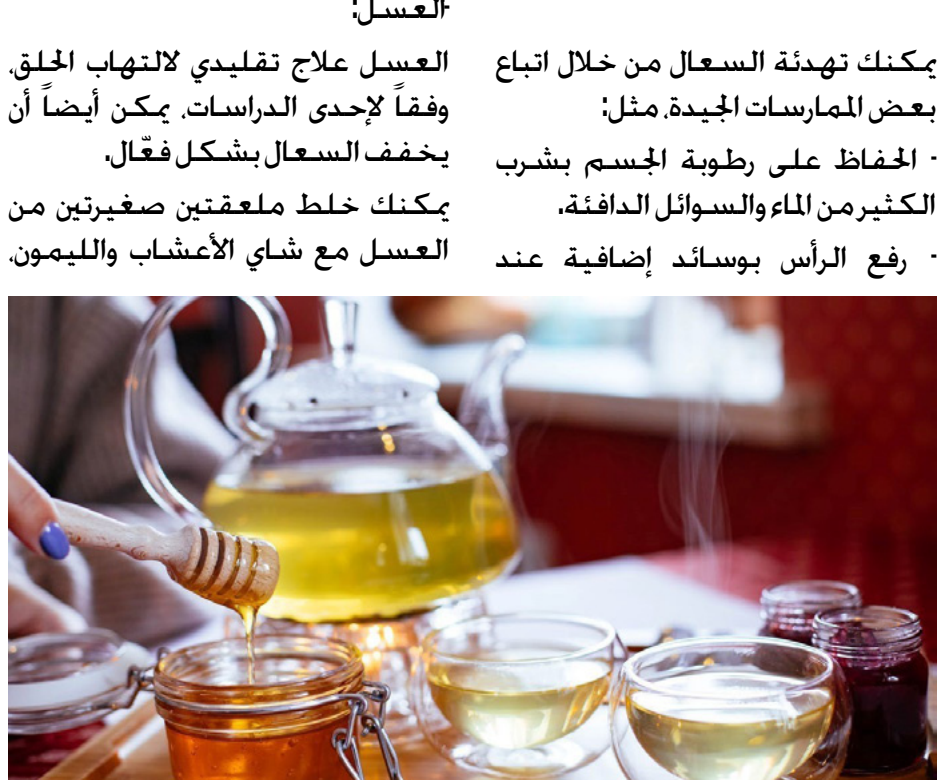 يمكنك تهدئة السعال من خلال اتباع
بعض الممارسات الجيدة، مثل:
- الحفاظ على رطوبة الجسم بشرب
الكثير من الماء والسوائل الدافئة.
- رفع الرأس بوسائد إضافية عند
-العسل:
العسل علاج تقليدي لالتهاب الحلق،
وفقاً لإحدى الدراسات، يمكن أيضاً أن
يخفف السعال بشكل فعّال.
يمكنك خلط ملعقتين صغيرتين من
العسل مع شاي الأعشاب والليمون،